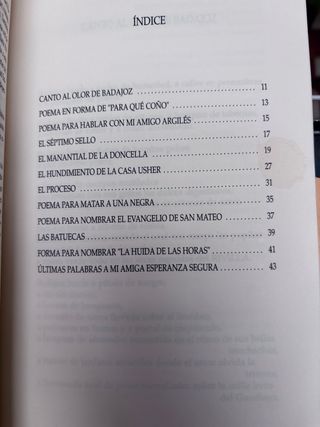 ÍNDICE
CANTO AL OLOR DE BADAJOZ 11
POEMA EN FORMA DE "PARA QUÉ COÑO" 13
POEMA PARA HABLAR CON MI AMIGO ARGILÉS 15
EL SÉPTIMO SELLO 17
EL MANANTIAL DE LA DONCELLA 19
EL HUNDIMIENTO DE LA CASA USHER 27
EL PROCESO 31
POEMA PARA MATAR A UNA NEGRA 35
POEMA PARA NOMBRAR EL EVANGELIO DE SAN MATEO 37
LAS BATUECAS 39
FORMA PARA NOMBRAR "LA HUIDA DE LAS HORAS" 41
ÚLTIMAS PALABRAS A MI AMIGA ESPERANZA SEGURA 43